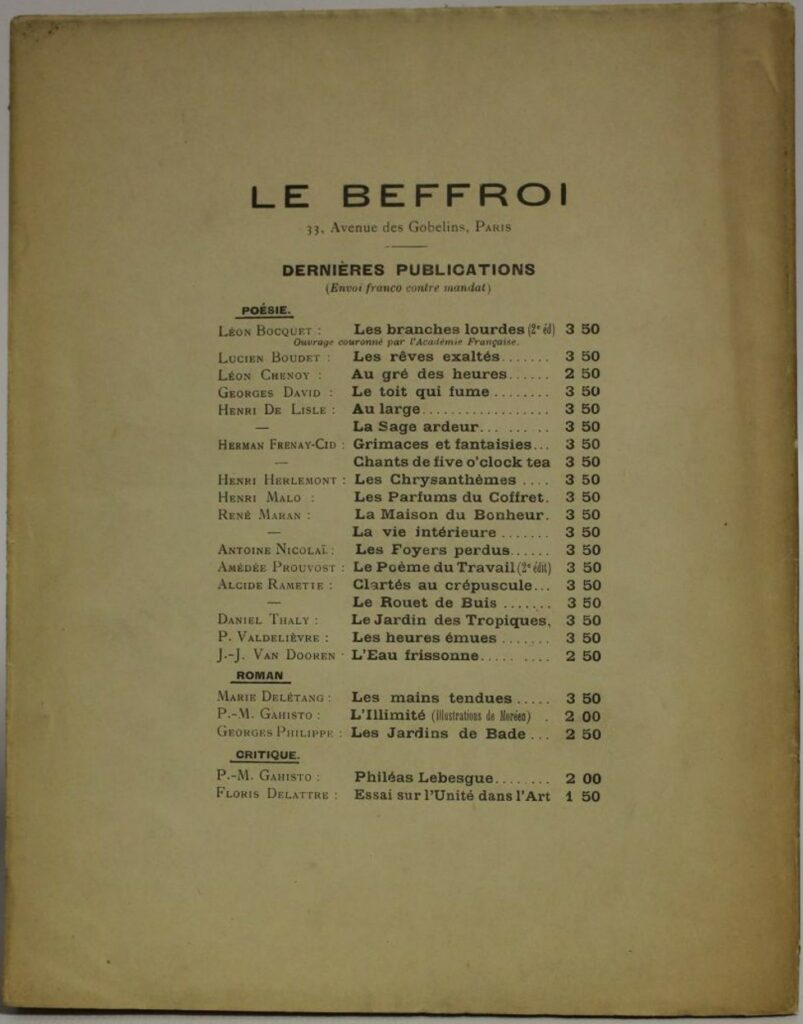 LE BEFFROI
33, Avenue des Gobelins, PARIS
DERNIÈRES PUBLICATIONS
(Envoi franco contre mandat)
POÉSIE.
LÉON BOCQUET : Les branches lourdes (2e éd) 3 50
Ouvrage couronné par l'Académie Française.
LUCIEN BOUDET : Les rêves exaltés....... 3 50
LÉON CHENOY : Au gré des heures...... 2 50
GEORGES DAVID : Le toit qui fume ........ 3 50
HENRI DE LISLE : Au large.................. 3 50
— La Sage ardeur... ... ... 3 50
HERMAN FRENAY-CID : Grimaces et fantaisies... 3 50
— Chants de five o'clock tea 3 50
HENRI HERLEMONT : Les Chrysanthèmes .... 3 50
HENRI MALO : Les Parfums du Coffret. 3 50
RENÉ MARAN : La Maison du Bonheur. 3 50
— La vie intérieure ....... 3 50
ANTOINE NICOLAÏ : Les Foyers perdus...... 3 50
AMÉDÉE PROUVOST : Le Poème du Travail (2e édit) 3 50
ALCIDE RAMETTE : Clartés au crépuscule... 3 50
— Le Rouet de Buis ....... 3 50
DANIEL THALY : Le Jardin des Tropiques. 3 50
P. VALDELIÈVRE : Les heures émues ....... 3 50
J.-J. VAN DOOREN : L'Eau frissonne..... .... 2 50
ROMAN
MARIE DELÉTANG : Les mains tendues ..... 3 50
P.-M. GAHISTO : L'Illimité (Illustrations de Noréen) . 2 00
GEORGES PHILIPPE : Les Jardins de Bade ... 2 50
CRITIQUE.
P.-M. GAHISTO : Philéas Lebesgue........ 2 00
FLORIS DELATTRE : Essai sur l'Unité dans l'Art 1 50